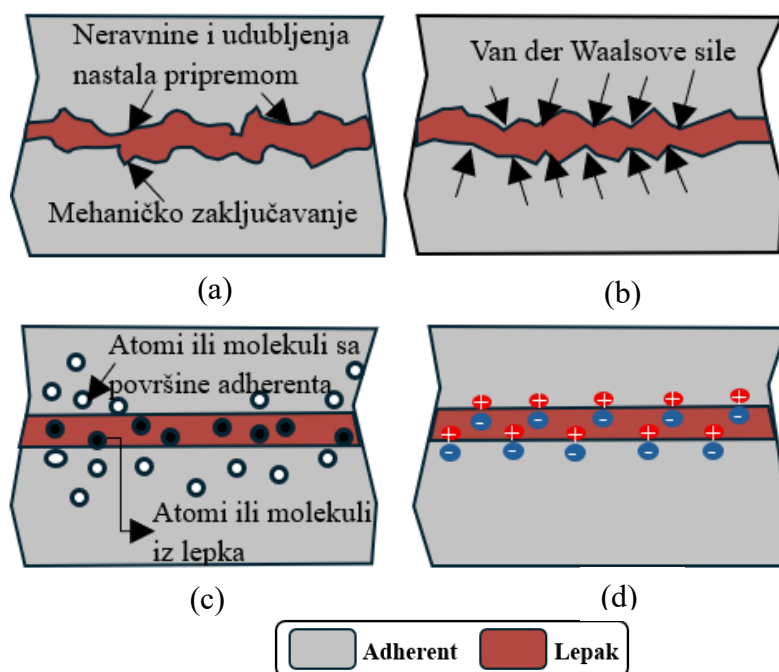 Neravnine i udubljenja
nastala pripremom
Mehaničko zaključavanje
(a)
Van der Waalsove sile
(b)
Atomi ili molekuli sa
površine adherenta
Atomi ili molekuli
iz lepka
(c)
+ + + + +
- - - - -
+ + + + +
- - - - -
(d)
Adherent
Lepak